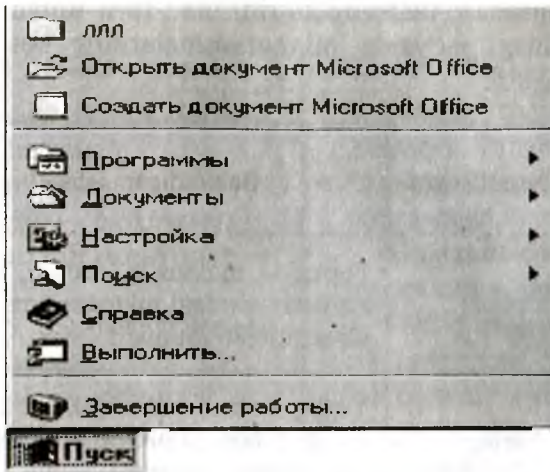 ллл
Открыть документ Microsoft Office
Создать документ Microsoft Office
Программы
Документы
Настройка
Поиск
Справка
Выполнить...
Завершение работы...
Пуск